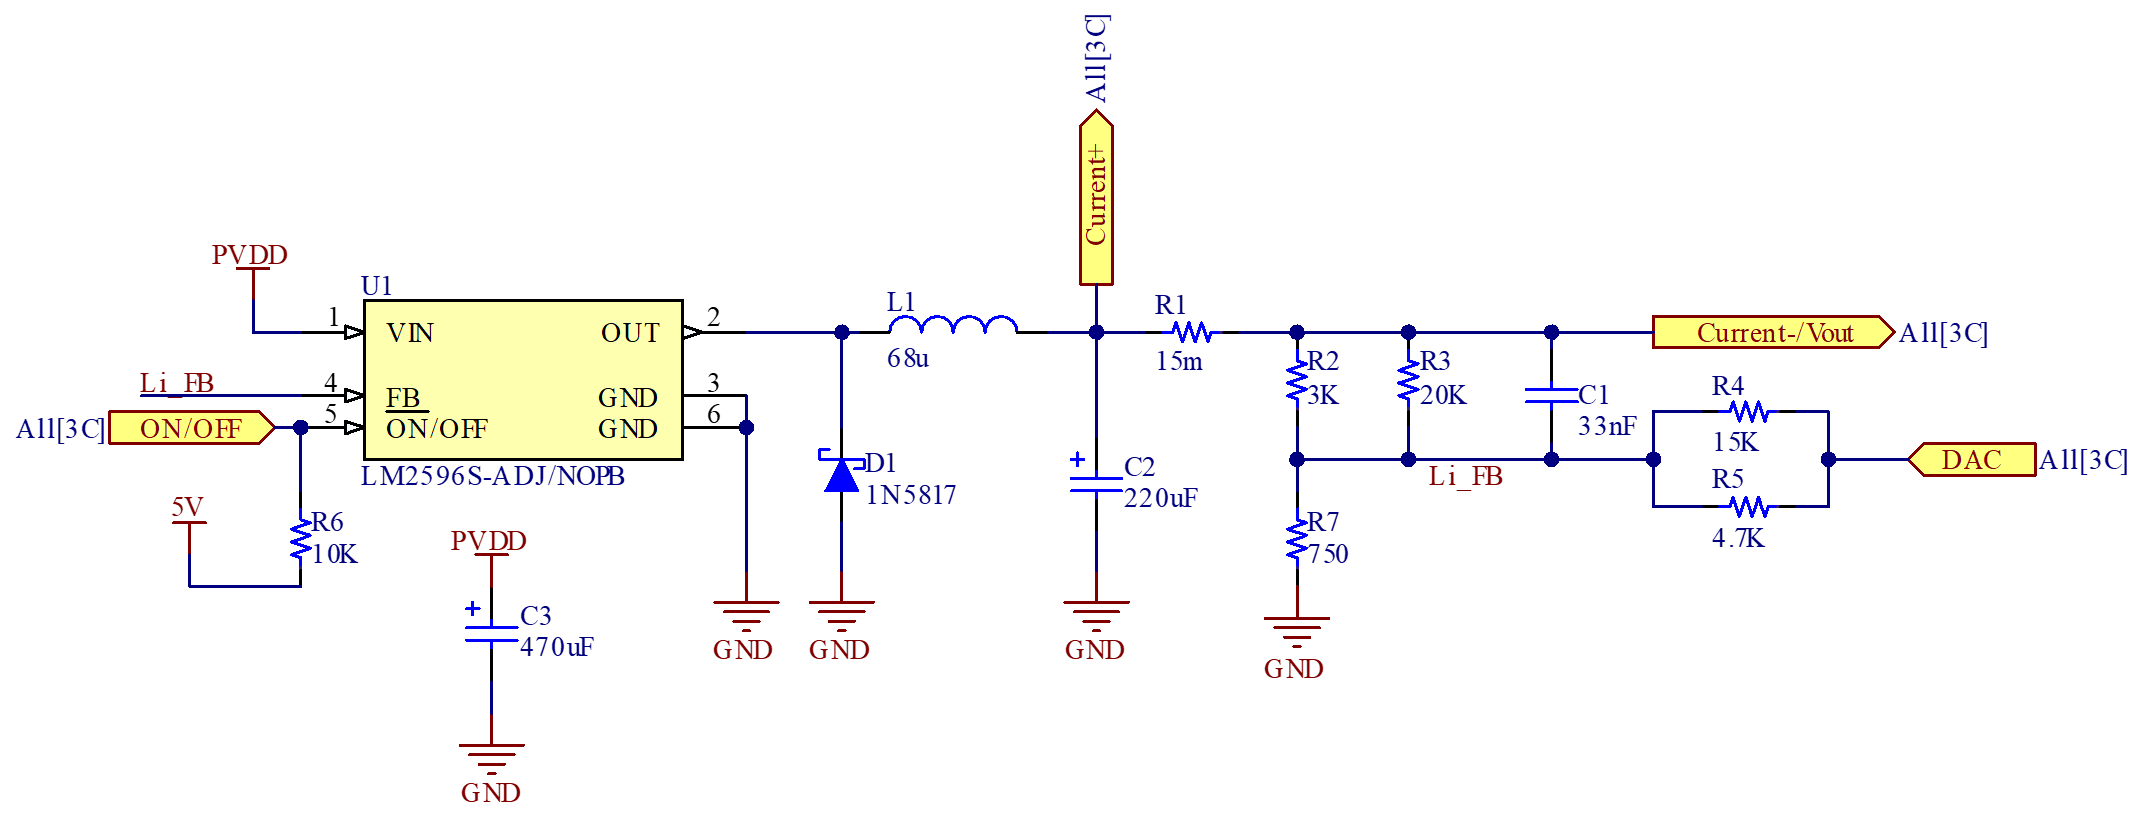 All[3C]
Current+
PVDD
U1
1
VIN
OUT
2
L1
68u
R1
15m
Current-/Vout
All[3C]
Li_FB
4
FB
GND
3
R2
3K
R3
20K
C1
33nF
R4
15K
All[3C]
ON/OFF
5
ON/OFF
GND
6
LM2596S-ADJ/NOPB
D1
1N5817
C2
220uF
Li_FB
R5
4.7K
DAC
All[3C]
5V
R6
10K
PVDD
R7
750
C3
470uF
GND
GND
GND
GND
GND